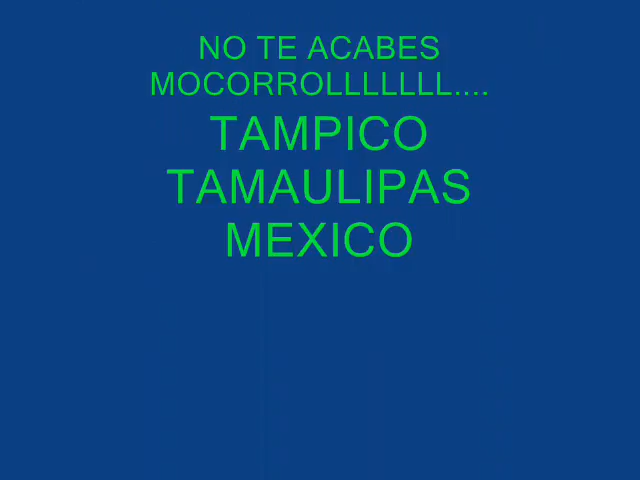 NO TE ACABES
MOCORROLLLLLLL....
TAMPICO
TAMAULIPAS
MEXICO